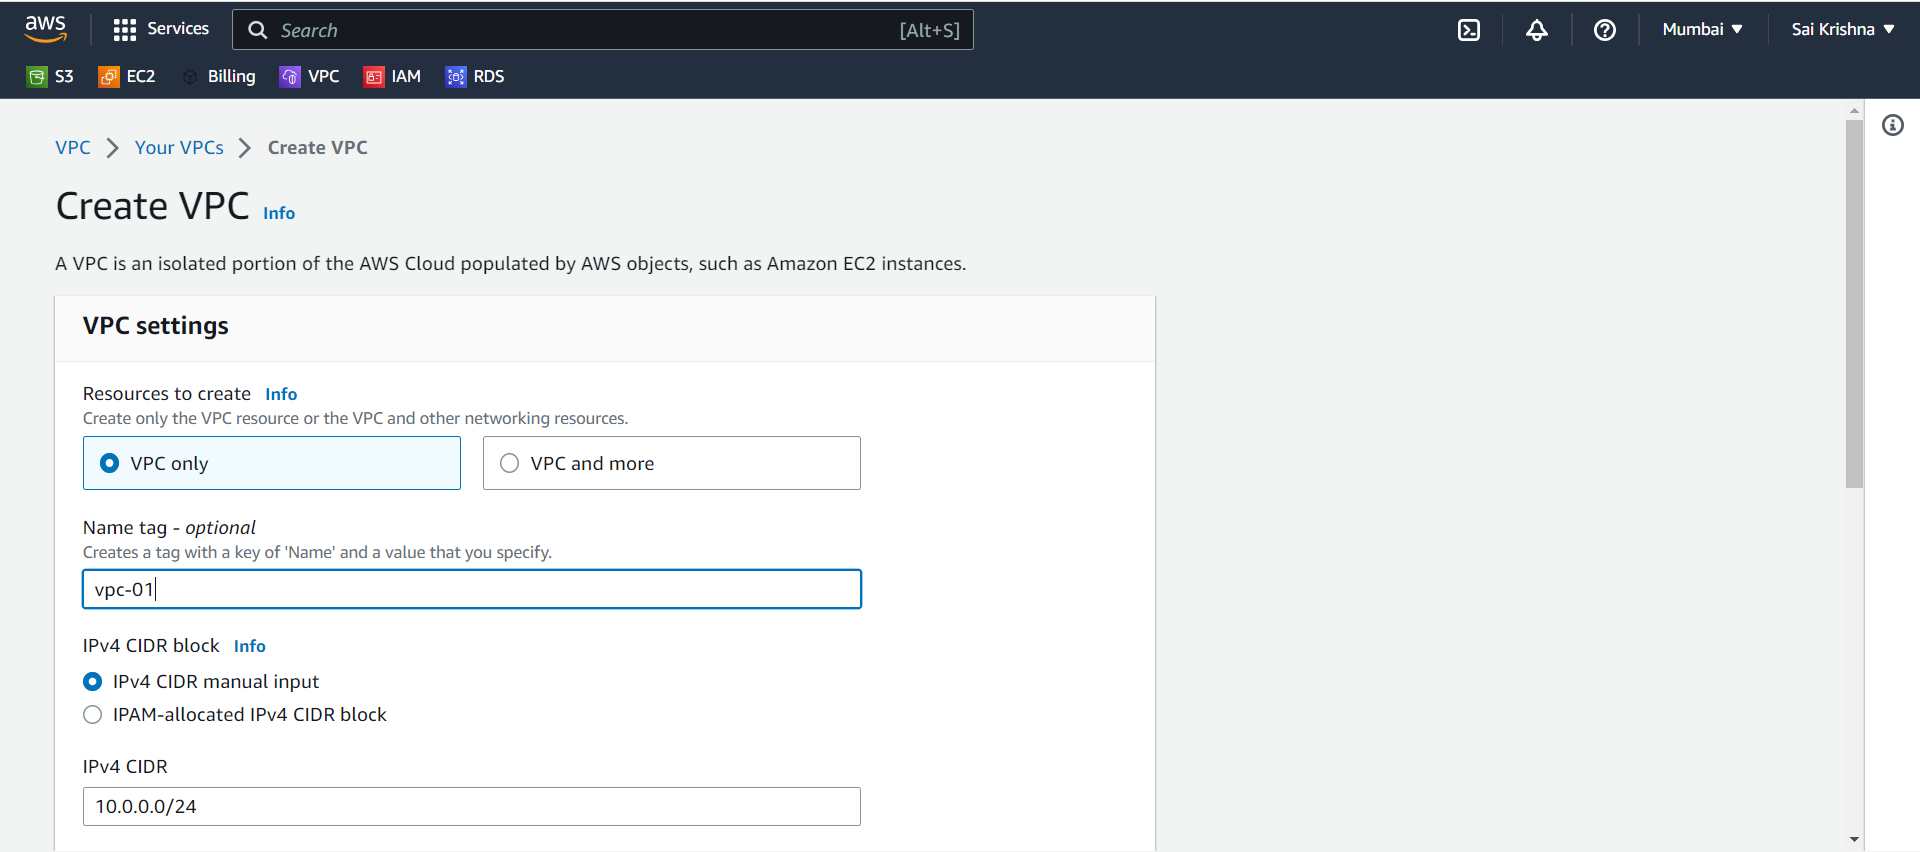 aws Services Search [Alt+S] Mumbai Sai Krishna
S3 EC2 Billing VPC IAM RDS
VPC Your VPCs Create VPC
Create VPC Info
A VPC is an isolated portion of the AWS Cloud populated by AWS objects, such as Amazon EC2 instances.
VPC settings
Resources to create Info
Create only the VPC resource or the VPC and other networking resources.
VPC only VPC and more
Name tag - optional
Creates a tag with a key of 'Name' and a value that you specify.
vpc-01
IPv4 CIDR block Info
IPv4 CIDR manual input
IPAM-allocated IPv4 CIDR block
IPv4 CIDR
10.0.0.0/24